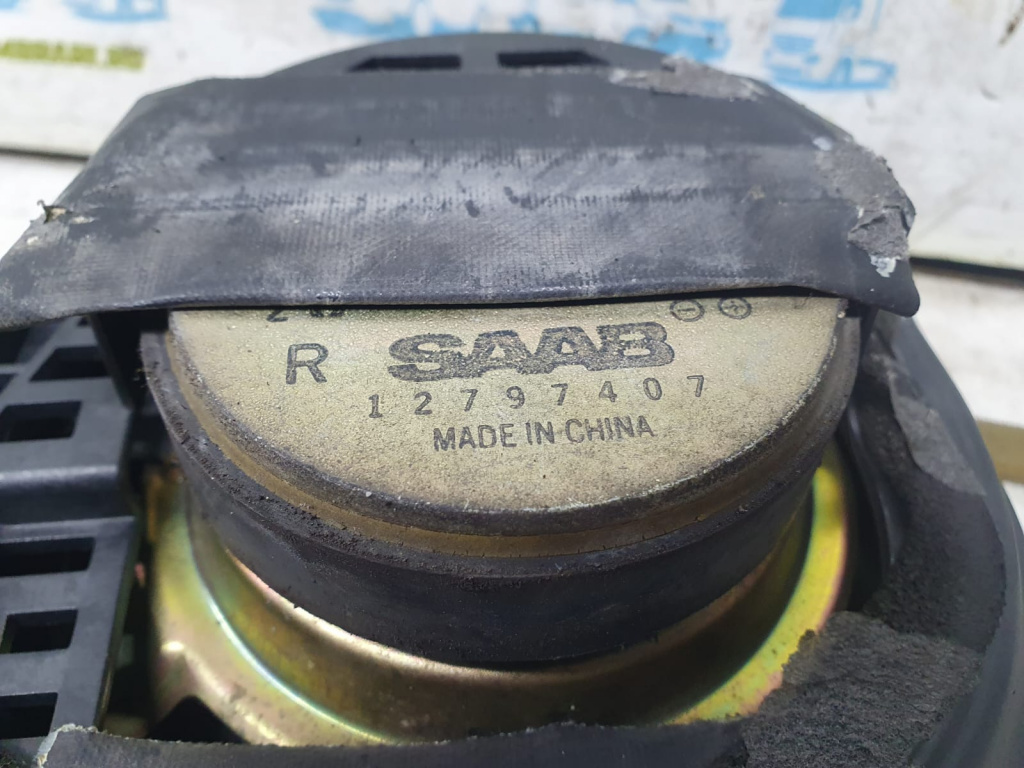 ⊖ ⊕
R SAAB
12797407
MADE IN CHINA